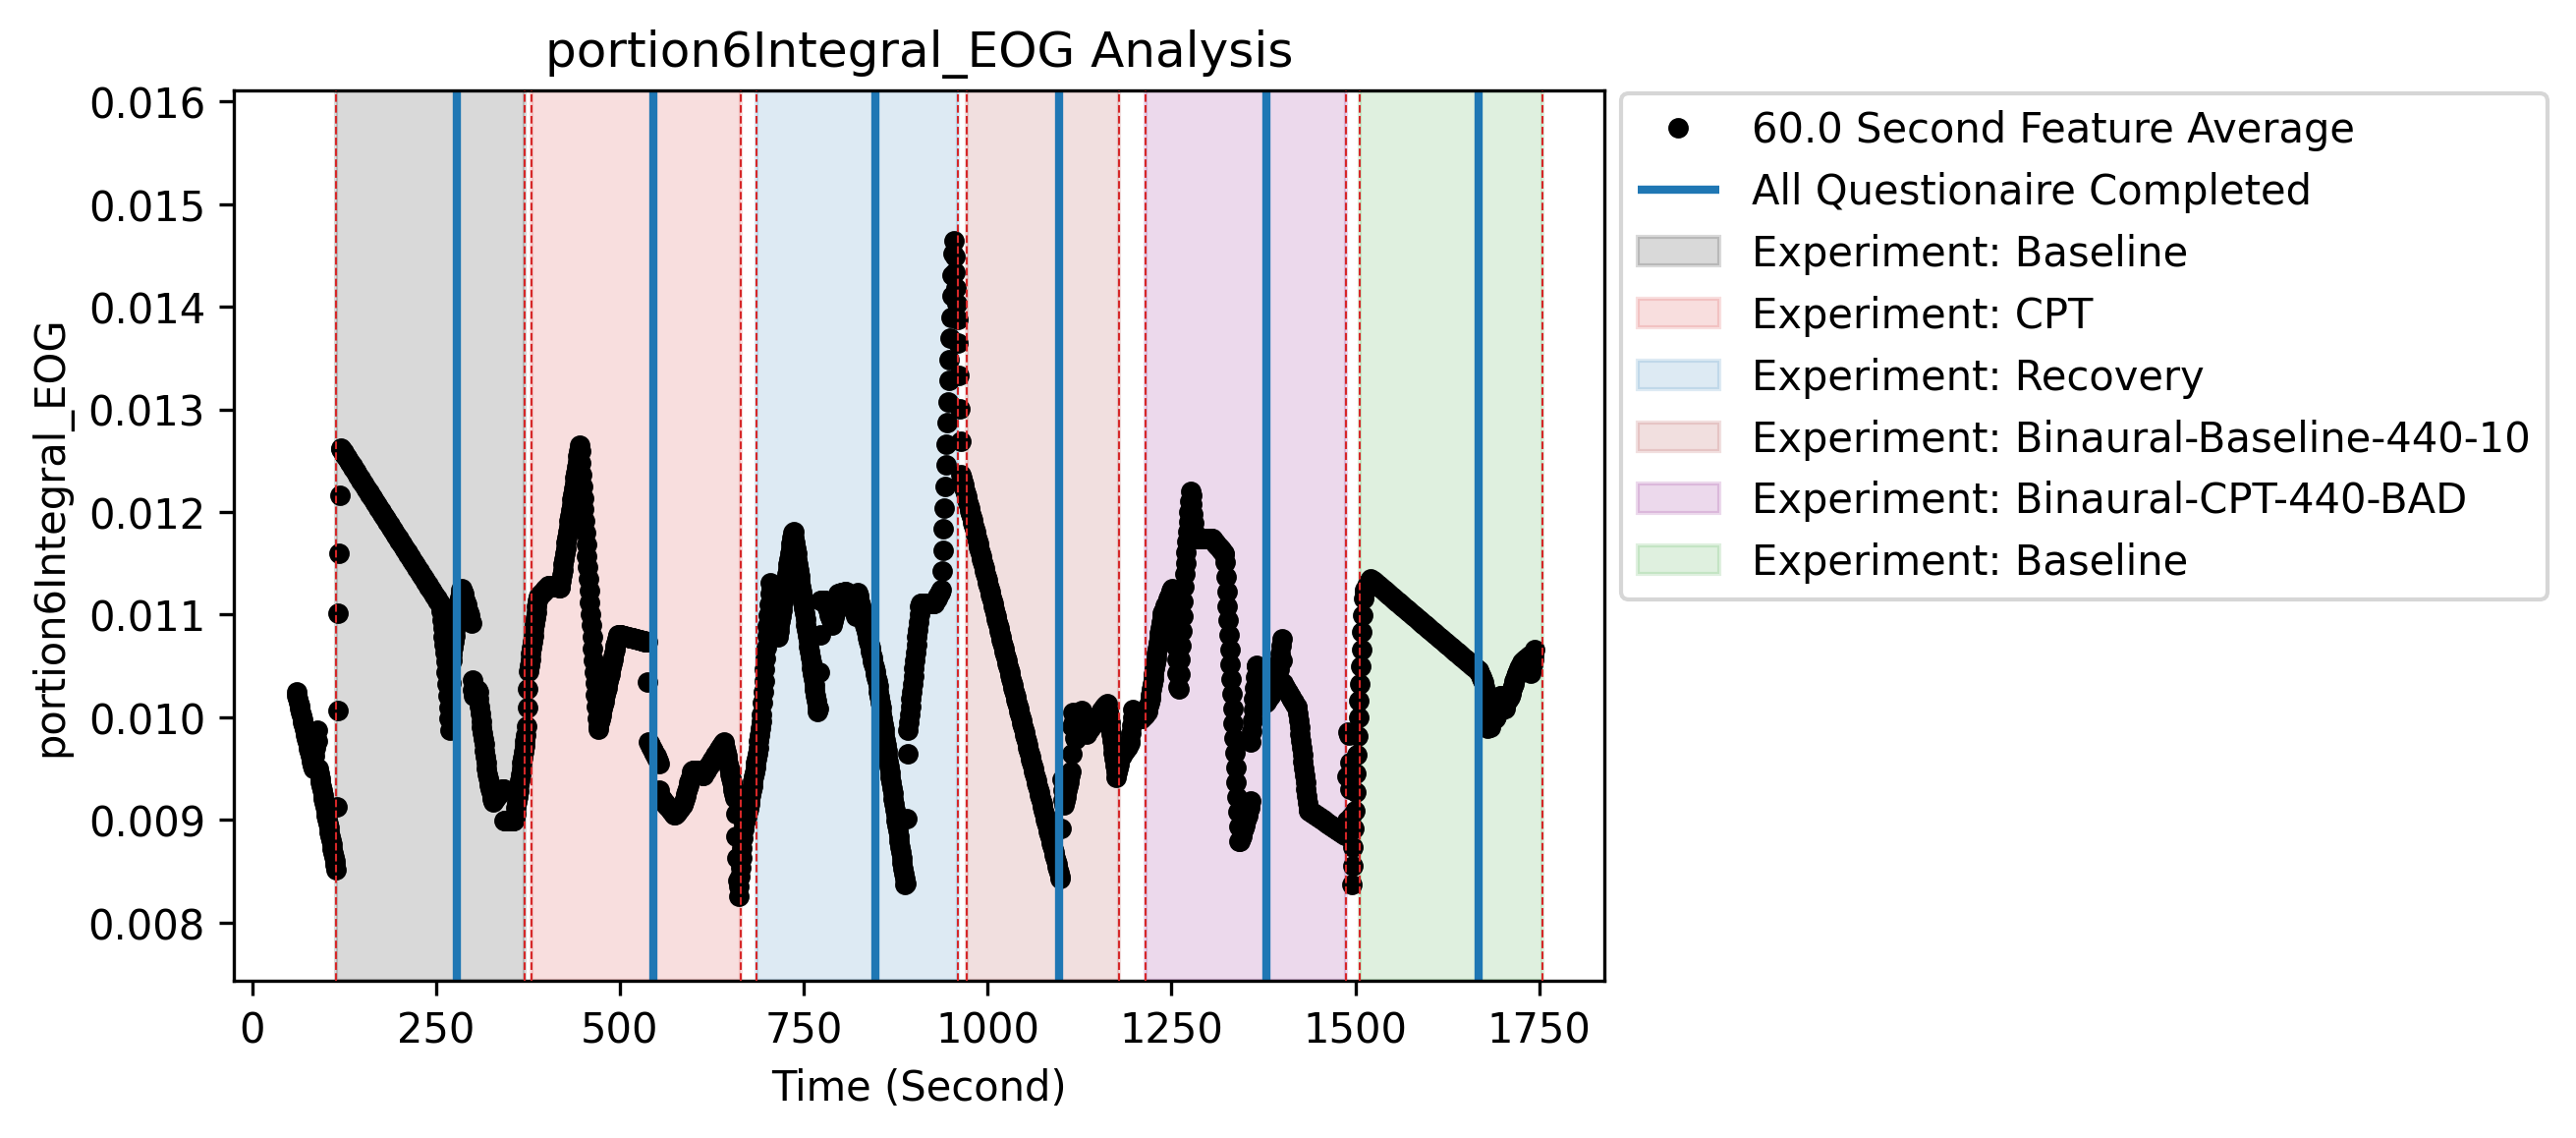 portion6Integral_EOG Analysis
portion6Integral_EOG
0.016
0.015
0.014
0.013
0.012
0.011
0.010
0.009
0.008
0
250
500
750
1000
1250
1500
1750
Time (Second)
60.0 Second Feature Average
All Questionaire Completed
Experiment: Baseline
Experiment: CPT
Experiment: Recovery
Experiment: Binaural-Baseline-440-10
Experiment: Binaural-CPT-440-BAD
Experiment: Baseline